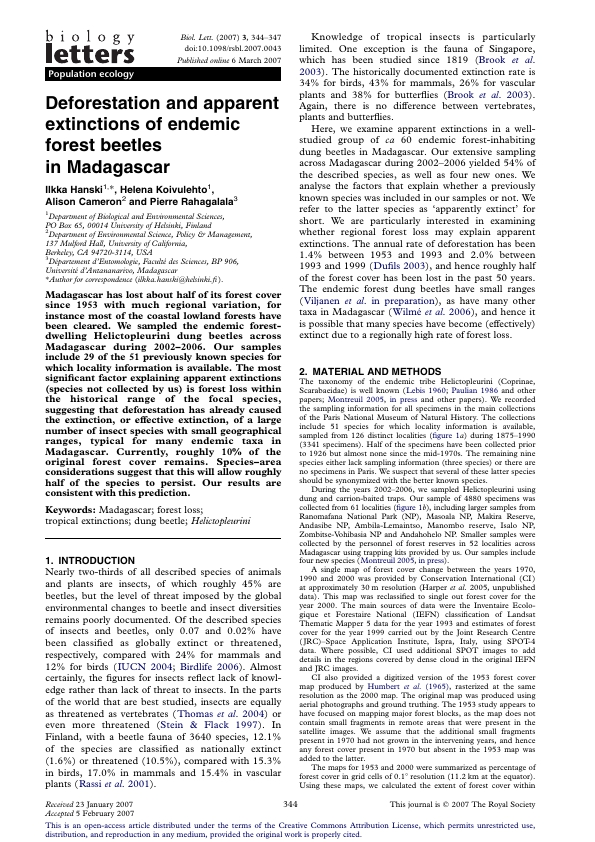 biology
letters
Population ecology
Biol. Lett. (2007) 3, 344–347
doi:10.1098/rsbl.2007.0043
Published online 6 March 2007
Deforestation and apparent
extinctions of endemic
forest beetles
in Madagascar
Ilkka Hanski1,*, Helena Koivulehto1,
Alison Cameron2 and Pierre Rahagalala3
1Department of Biological and Environmental Sciences,
PO Box 65, 00014 University of Helsinki, Finland
2Department of Environmental Science, Policy & Management,
137 Mulford Hall, University of California,
Berkeley, CA 94720-3114, USA
3Département d'Entomologie, Faculté des Sciences, BP 906,
Université d'Antananarivo, Madagascar
*Author for correspondence (ilkka.hanski@helsinki.fi).
Madagascar has lost about half of its forest cover
since 1953 with much regional variation, for
instance most of the coastal lowland forests have
been cleared. We sampled the endemic forest-
dwelling Helictopleurini dung beetles across
Madagascar during 2002–2006. Our samples
include 29 of the 51 previously known species for
which locality information is available. The most
significant factor explaining apparent extinctions
(species not collected by us) is forest loss within
the historical range of the focal species,
suggesting that deforestation has already caused
the extinction, or effective extinction, of a large
number of insect species with small geographical
ranges, typical for many endemic taxa in
Madagascar. Currently, roughly 10% of the
original forest cover remains. Species–area
considerations suggest that this will allow roughly
half of the species to persist. Our results are
consistent with this prediction.
Keywords: Madagascar; forest loss;
tropical extinctions; dung beetle; Helictopleurini
1. INTRODUCTION
Nearly two-thirds of all described species of animals
and plants are insects, of which roughly 45% are
beetles, but the level of threat imposed by the global
environmental changes to beetle and insect diversities
remains poorly documented. Of the described species
of insects and beetles, only 0.07 and 0.02% have
been classified as globally extinct or threatened,
respectively, compared with 24% for mammals and
12% for birds (IUCN 2004; Birdlife 2006). Almost
certainly, the figures for insects reflect lack of knowl-
edge rather than lack of threat to insects. In the parts
of the world that are best studied, insects are equally
as threatened as vertebrates (Thomas et al. 2004) or
even more threatened (Stein & Flack 1997). In
Finland, with a beetle fauna of 3640 species, 12.1%
of the species are classified as nationally extinct
(1.6%) or threatened (10.5%), compared with 15.3%
in birds, 17.0% in mammals and 15.4% in vascular
plants (Rassi et al. 2001).
Knowledge of tropical insects is particularly
limited. One exception is the fauna of Singapore,
which has been studied since 1819 (Brook et al.
2003). The historically documented extinction rate is
34% for birds, 43% for mammals, 26% for vascular
plants and 38% for butterflies (Brook et al. 2003).
Again, there is no difference between vertebrates,
plants and butterflies.
Here, we examine apparent extinctions in a well-
studied group of ca 60 endemic forest-inhabiting
dung beetles in Madagascar. Our extensive sampling
across Madagascar during 2002–2006 yielded 54% of
the described species, as well as four new ones. We
analyse the factors that explain whether a previously
known species was included in our samples or not. We
refer to the latter species as 'apparently extinct' for
short. We are particularly interested in examining
whether regional forest loss may explain apparent
extinctions. The annual rate of deforestation has been
1.4% between 1953 and 1993 and 2.0% between
1993 and 1999 (Dufils 2003), and hence roughly half
of the forest cover has been lost in the past 50 years.
The endemic forest dung beetles have small ranges
(Viljanen et al. in preparation), as have many other
taxa in Madagascar (Wilmé et al. 2006), and hence it
is possible that many species have become (effectively)
extinct due to a regionally high rate of forest loss.
2. MATERIAL AND METHODS
The taxonomy of the endemic tribe Helictopleurini (Coprinae,
Scarabaeidae) is well known (Lebis 1960; Paulian 1986 and other
papers; Montreuil 2005, in press and other papers). We recorded
the sampling information for all specimens in the main collections
of the Paris National Museum of Natural History. The collections
include 51 species for which locality information is available,
sampled from 126 distinct localities (figure 1a) during 1875–1990
(3341 specimens). Half of the specimens have been collected prior
to 1926 but almost none since the mid-1970s. The remaining nine
species either lack sampling information (three species) or there are
no specimens in Paris. We suspect that several of these latter species
should be synonymized with the better known species.
During the years 2002–2006, we sampled Helictopleurini using
dung and carrion-baited traps. Our sample of 4880 specimens was
collected from 61 localities (figure 1b), including larger samples from
Ranomafana National Park (NP), Masoala NP, Makira Reserve,
Andasibe NP, Ambila-Lemaintso, Manombo reserve, Isalo NP,
Zombitse-Vohibasia NP and Andahohelo NP. Smaller samples were
collected by the personnel of forest reserves in 52 localities across
Madagascar using trapping kits provided by us. Our samples include
four new species (Montreuil 2005, in press).
A single map of forest cover change between the years 1970,
1990 and 2000 was provided by Conservation International (CI)
at approximately 30 m resolution (Harper et al. 2005, unpublished
data). This map was reclassified to single out forest cover for the
year 2000. The main sources of data were the Inventaire Ecolo-
gique et Forestaire National (IEFN) classification of Landsat
Thematic Mapper 5 data for the year 1993 and estimates of forest
cover for the year 1999 carried out by the Joint Research Centre
(JRC)–Space Application Institute, Ispra, Italy, using SPOT-4
data. Where possible, CI used additional SPOT images to add
details in the regions covered by dense cloud in the original IEFN
and JRC images.
CI also provided a digitized version of the 1953 forest cover
map produced by Humbert et al. (1965), rasterized at the same
resolution as the 2000 map. The original map was produced using
aerial photographs and ground truthing. The 1953 study appears to
have focused on mapping major forest blocks, as the map does not
contain small fragments in remote areas that were present in the
satellite images. We assume that the additional small fragments
present in 1970 had not grown in the intervening years, and hence
any forest cover present in 1970 but absent in the 1953 map was
added to the latter.
The maps for 1953 and 2000 were summarized as percentage of
forest cover in grid cells of 0.1° resolution (11.2 km at the equator).
Using these maps, we calculated the extent of forest cover within
Received 23 January 2007
Accepted 5 February 2007
344
This journal is © 2007 The Royal Society
This is an open-access article distributed under the terms of the Creative Commons Attribution License, which permits unrestricted use,
distribution, and reproduction in any medium, provided the original work is properly cited.